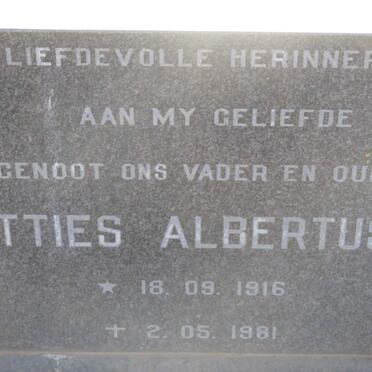 LIEFDEVOLLE HERINNER
AAN MY GELIEFDE
GENOOT ONS VADER EN OU
TTIES ALBERTUS
★ 18. 09. 1916
✝ 2. 05. 1981